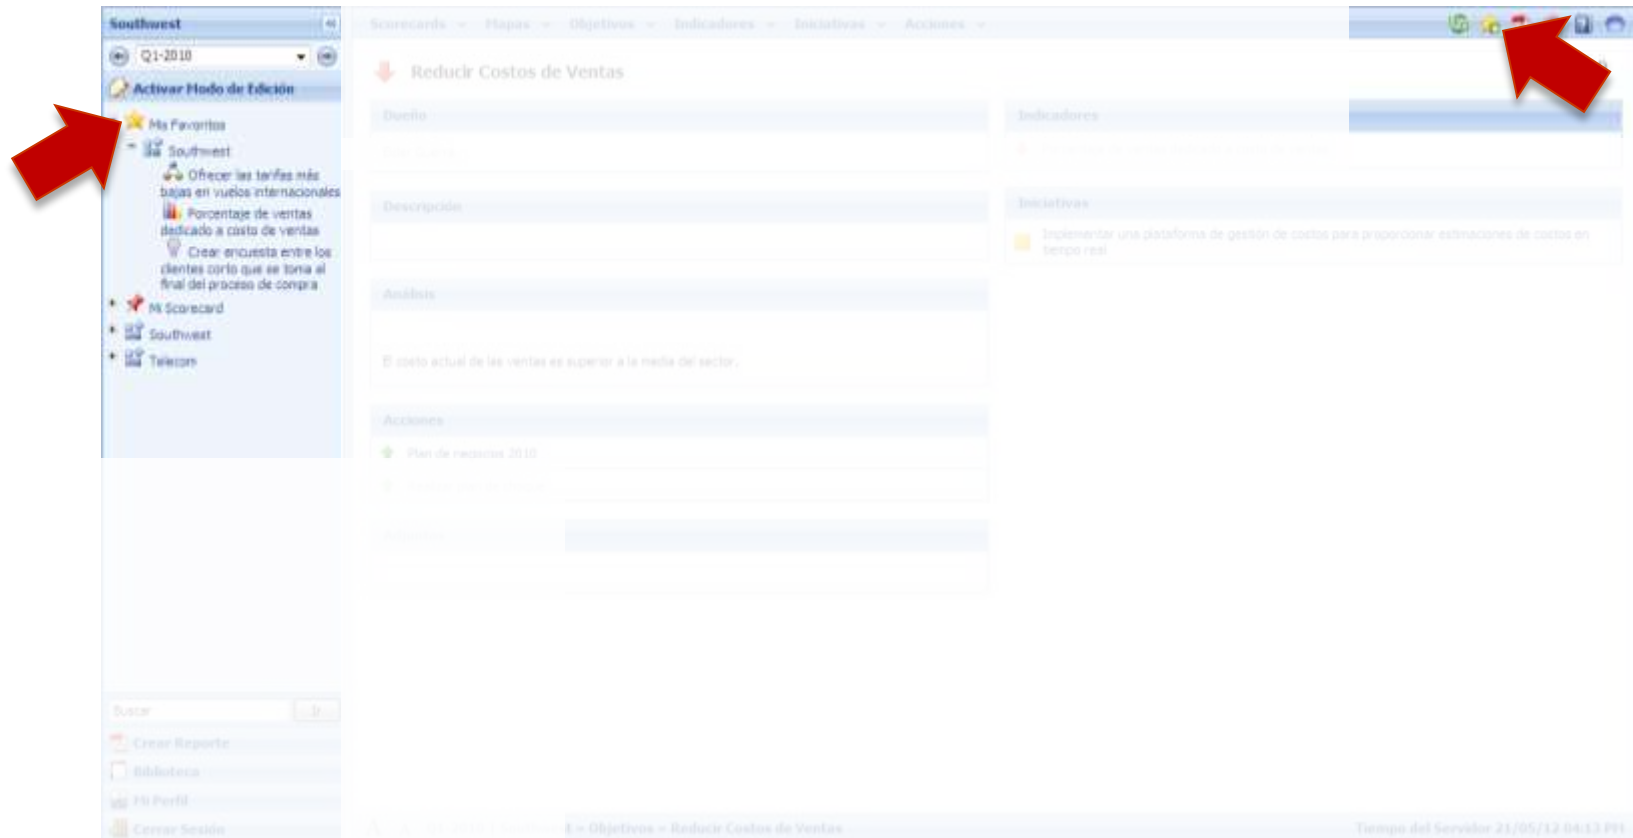 Southwest
Scorecards Mapas Objetivos Indicadores Iniciativas Acciones
Q1-2010
Activar Modo de Edición
Mis Favoritos
Southwest
Ofrecer las tarifas más
bajas en vuelos internacionales
Porcentaje de ventas
dedicado a costo de ventas
Crear encuesta entre los
clientes corto que se toma al
final del proceso de compra
Mi Scorecard
Southwest
Telecom
Reducir Costos de Ventas
Dueño
Descripción
Análisis
El costo actual de las ventas es superior a la media del sector.
Acciones
Plan de negocios 2010
Indicadores
Iniciativas
Implementar una plataforma de gestión de costos para proporcionar estimaciones de costos en
tiempo real
Buscar
Ir
Crear Reporte
Biblioteca
Mi Perfil
Cerrar Sesión
> Objetivos > Reducir Costos de Ventas
Tiempo del Servidor 21/05/12 04:13 PM